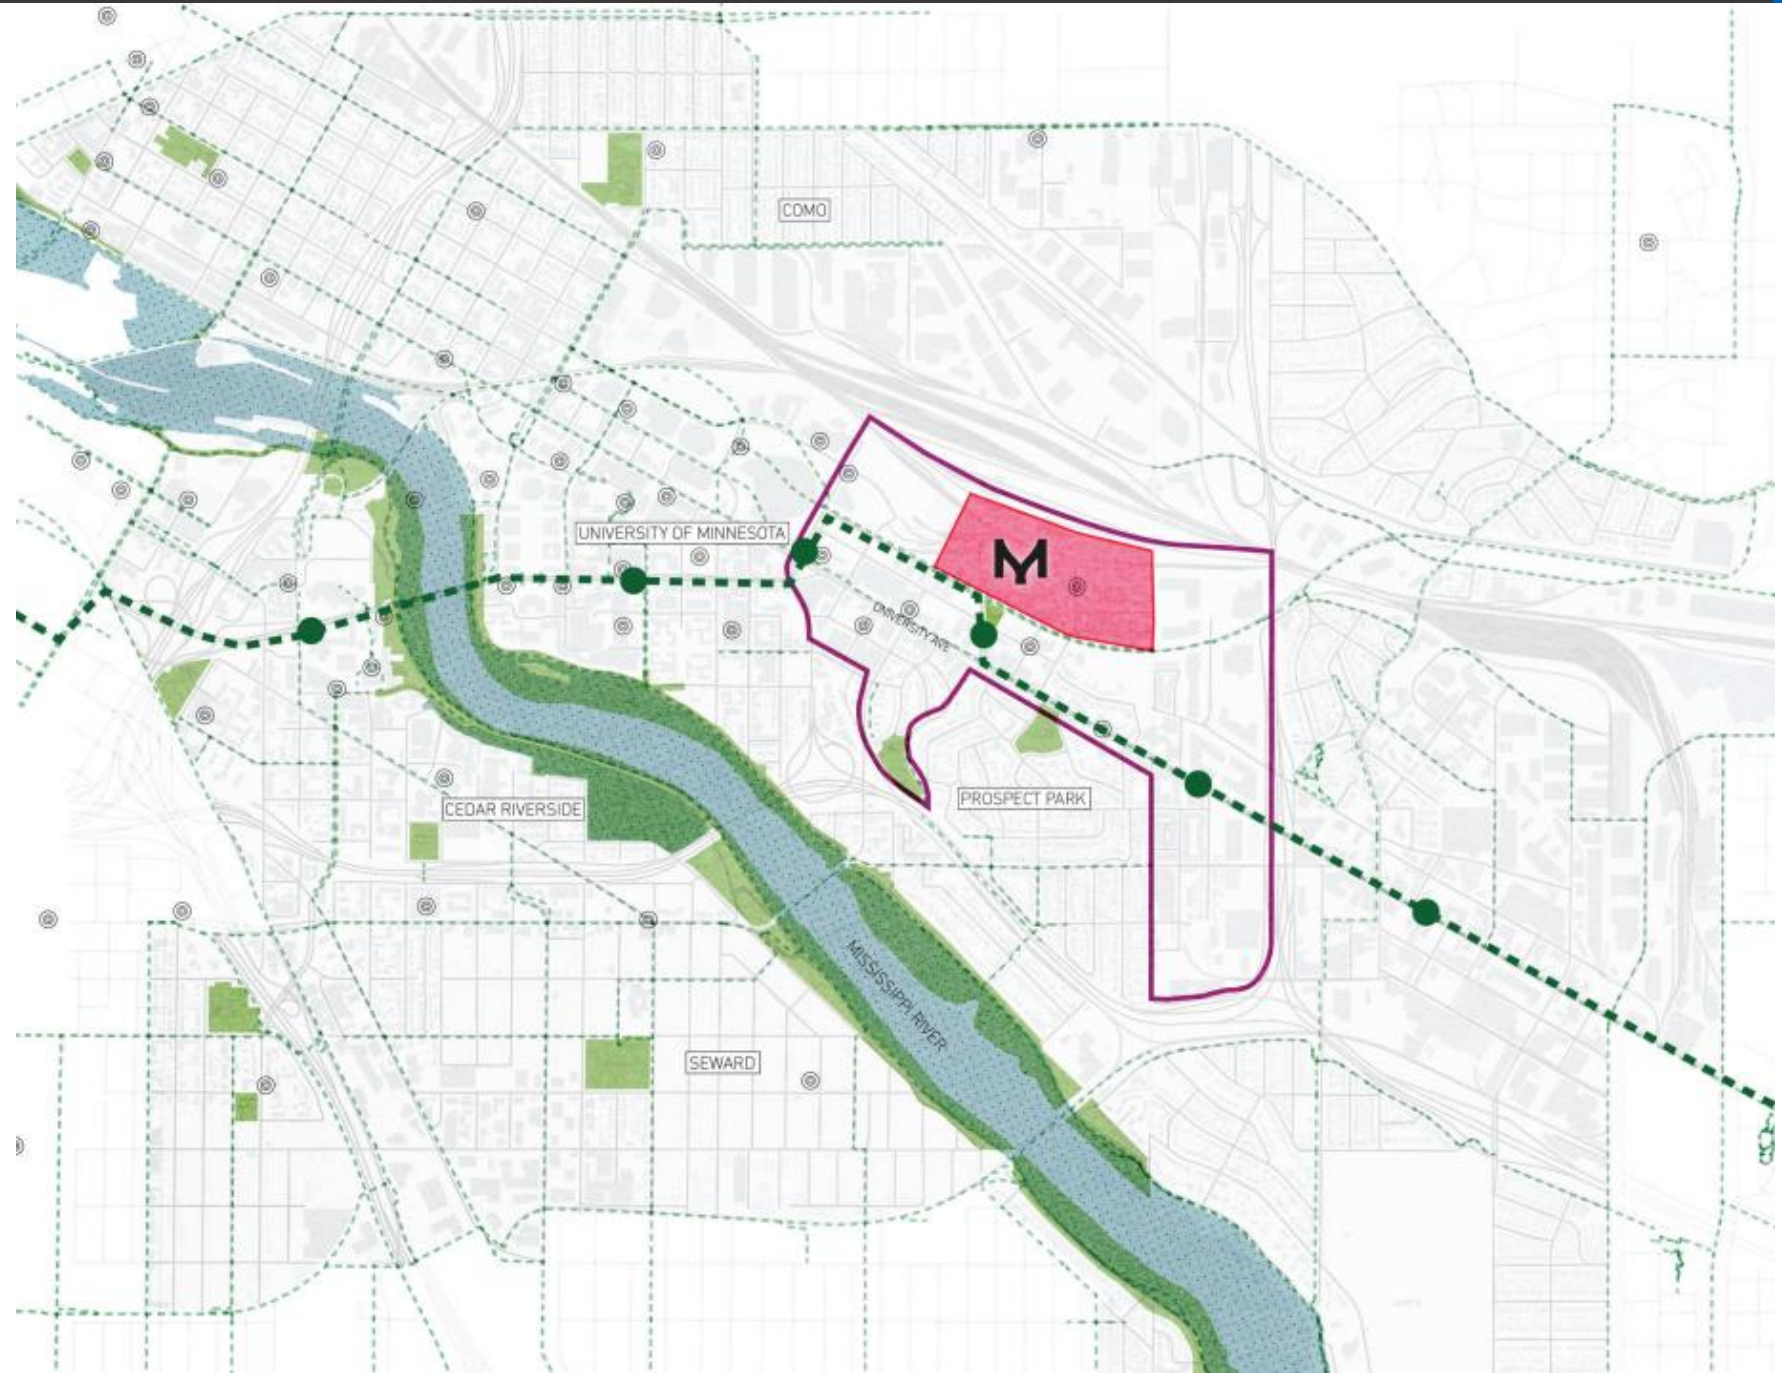 COMO
UNIVERSITY OF MINNESOTA
M
UNIVERSITY AVE
PROSPECT PARK
CEDAR RIVERSIDE
MISSISSIPPI RIVER
SEWARD